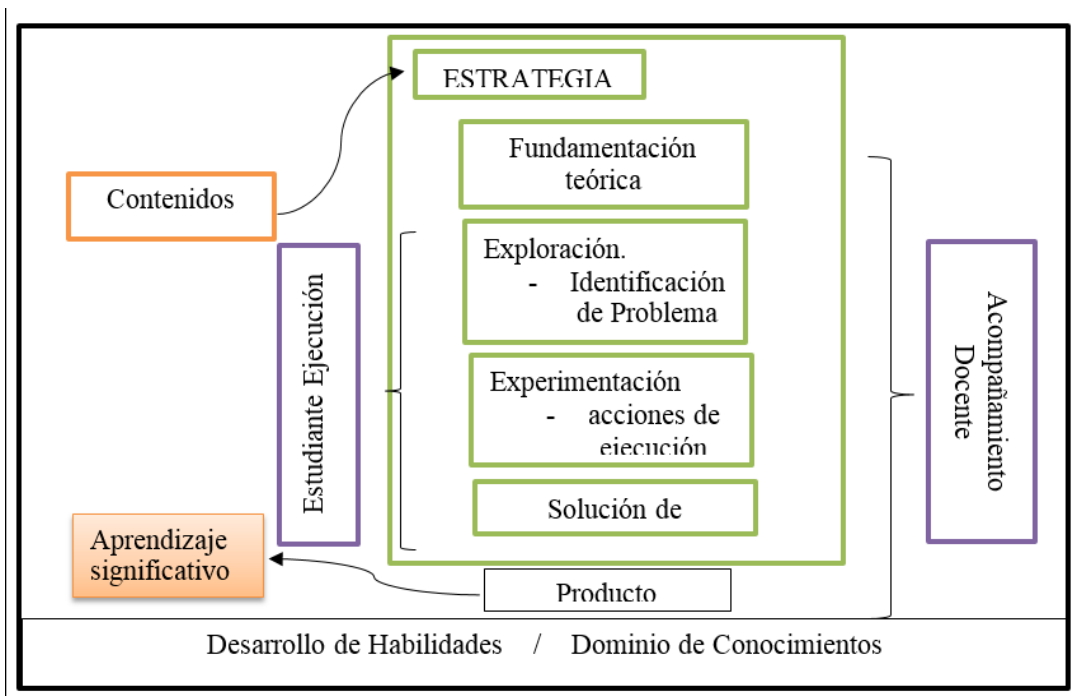 ESTRATEGIA
Fundamentación
teórica
Contenidos
Exploración.
- Identificación
de Problema
Estudiante Ejecución
Experimentación
- acciones de
ejecución
Acompañamiento
Docente
Solución de
Aprendizaje
significativo
Producto
Desarrollo de Habilidades / Dominio de Conocimientos